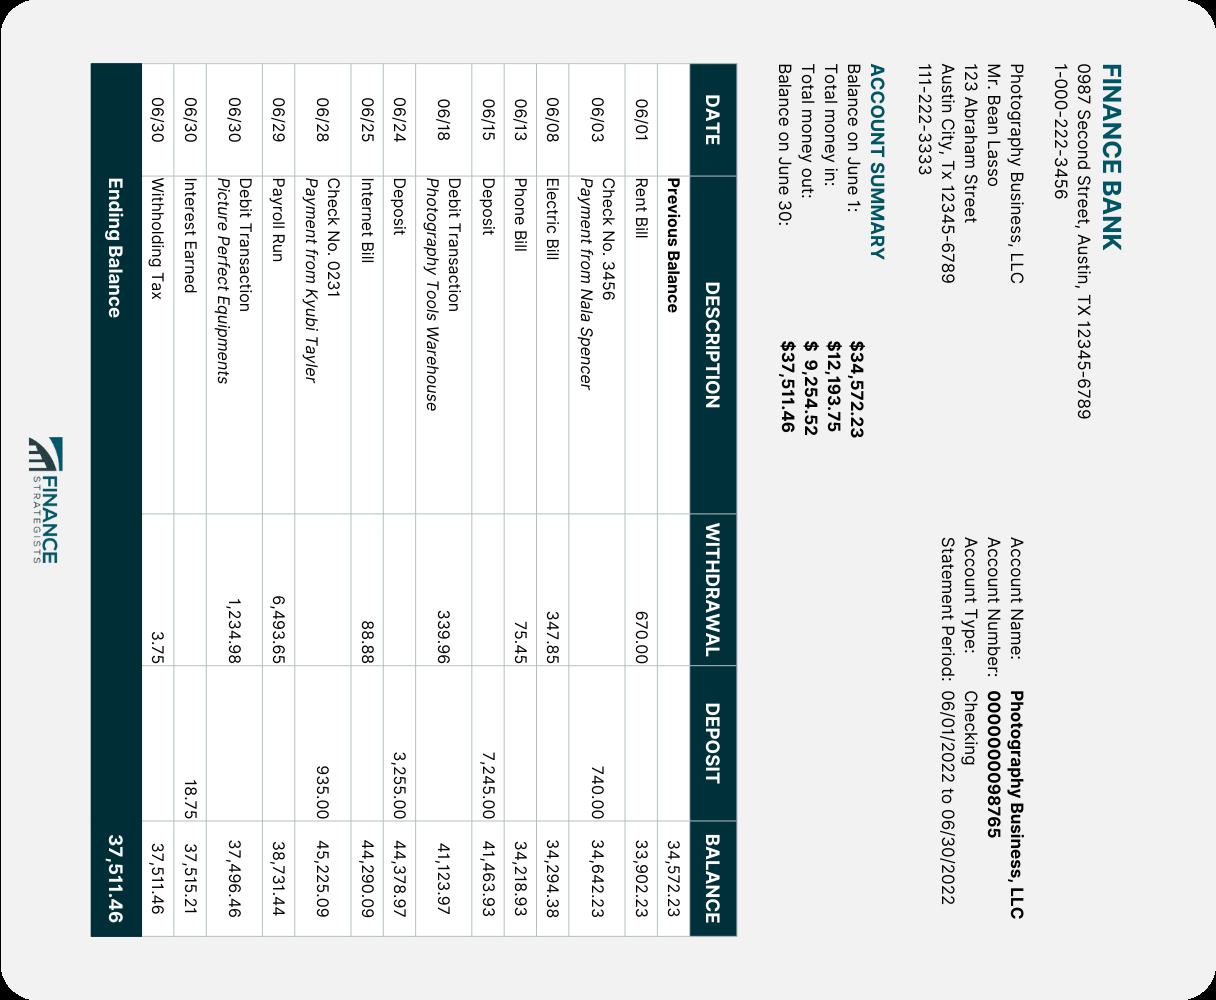 FINANCE BANK
0987 Second Street, Austin, TX 12345-6789
1-000-222-3456
Photography Business, LLC
Mr. Bean Lasso
123 Abraham Street
Austin City, Tx 12345-6789
111-222-3333
Account Name: Photography Business, LLC
Account Number: 0000000098765
Account Type: Checking
Statement Period: 06/01/2022 to 06/30/2022
ACCOUNT SUMMARY
Balance on June 1: $34,572.23
Total money in: $12,193.75
Total money out: $ 9,254.52
Balance on June 30: $37,511.46
DATE DESCRIPTION WITHDRAWAL DEPOSIT BALANCE
Previous Balance 34,572.23
06/01 Rent Bill 670.00 33,902.23
06/03 Check No. 3456 740.00 34,642.23
Payment from Nala Spencer
06/08 Electric Bill 347.85 34,294.38
06/13 Phone Bill 75.45 34,218.93
06/15 Deposit 7,245.00 41,463.93
06/18 Debit Transaction 339.96 41,123.97
Photography Tools Warehouse
06/24 Deposit 3,255.00 44,378.97
06/25 Internet Bill 88.88 44,290.09
06/28 Check No. 0231 935.00 45,225.09
Payment from Kyubi Tayler
06/29 Payroll Run 6,493.65 38,731.44
06/30 Debit Transaction 1,234.98 37,496.46
Picture Perfect Equipments
06/30 Interest Earned 18.75 37,515.21
06/30 Withholding Tax 3.75 37,511.46
Ending Balance 37,511.46
FINANCE
STRATEGISTS